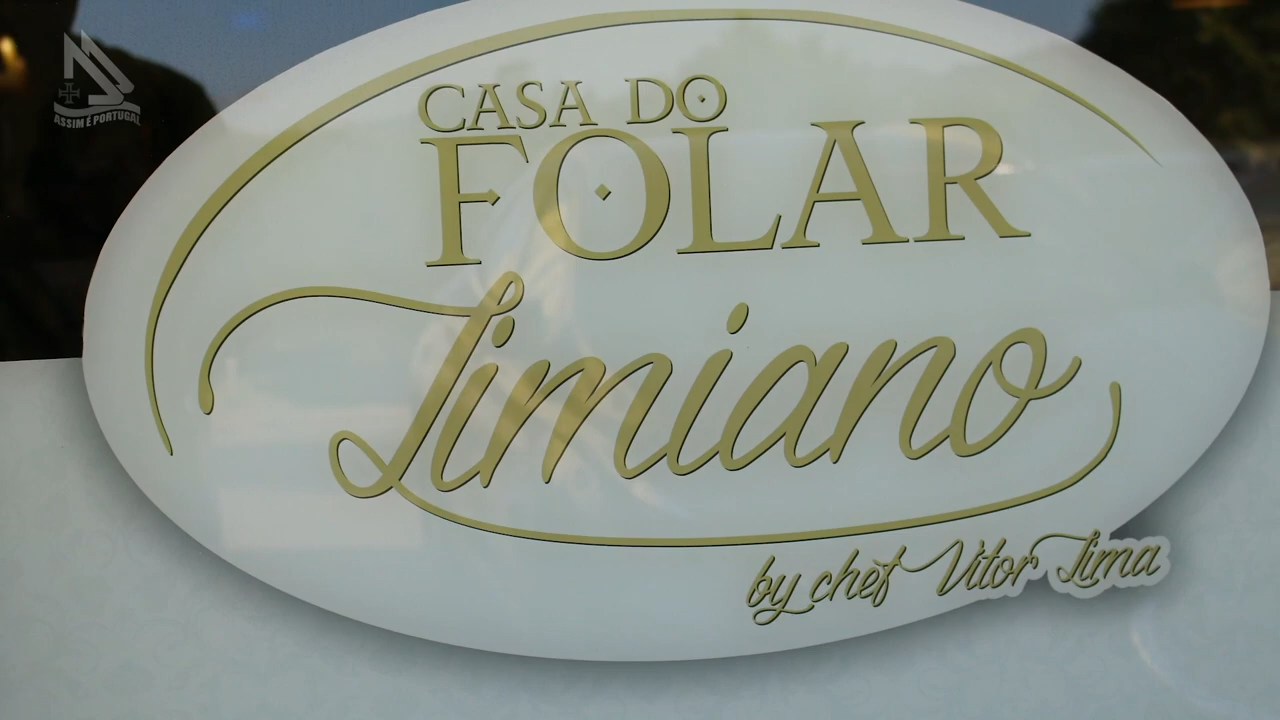 ASSIM É PORTUGAL
CASA DO
FOLAR
Limiano
by chef Vitor Lima